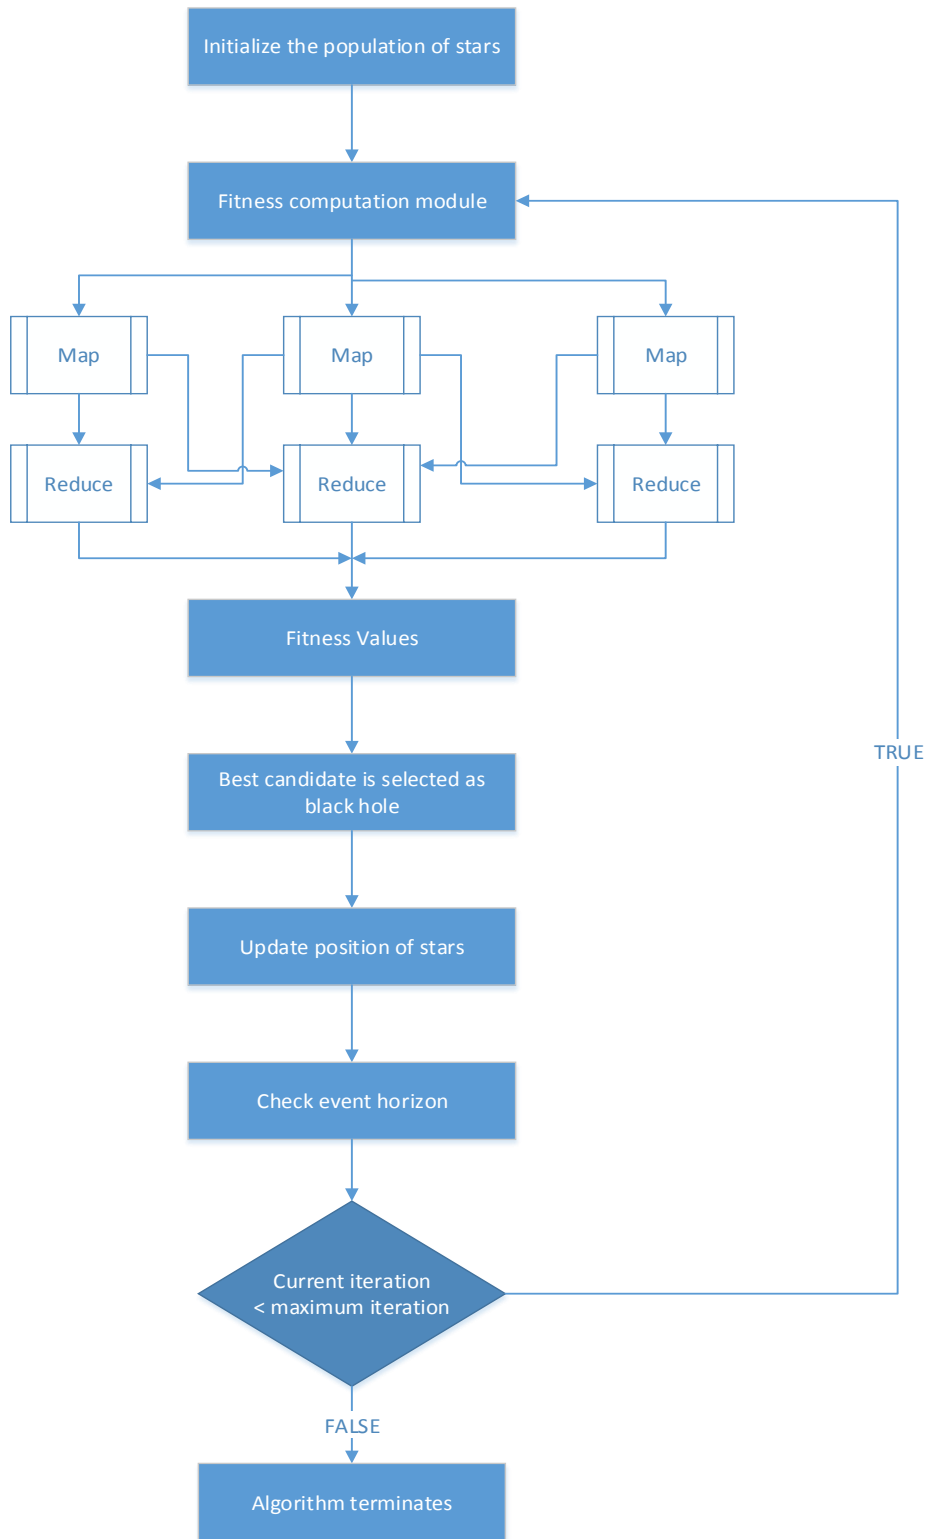 Initialize the population of stars
Fitness computation module
Map
Map
Map
Reduce
Reduce
Reduce
Fitness Values
Best candidate is selected as
black hole
TRUE
Update position of stars
Check event horizon
Current iteration
< maximum iteration
FALSE
Algorithm terminates